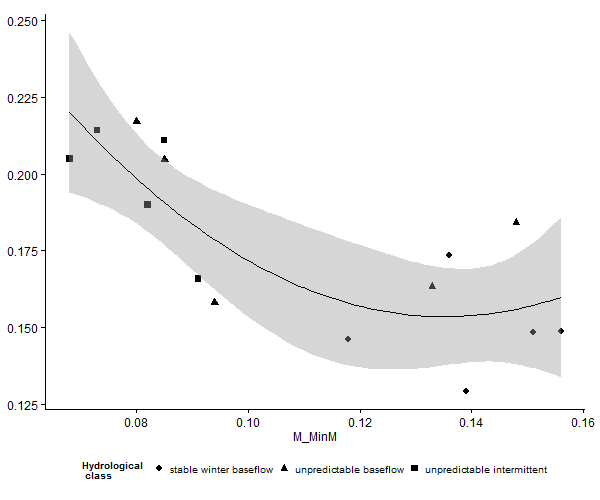 0.250
0.225
0.200
0.175
0.150
0.125
0.08 0.10 0.12 0.14 0.16
M_MinM
Hydrological
class
stable winter baseflow unpredictable baseflow unpredictable intermittent